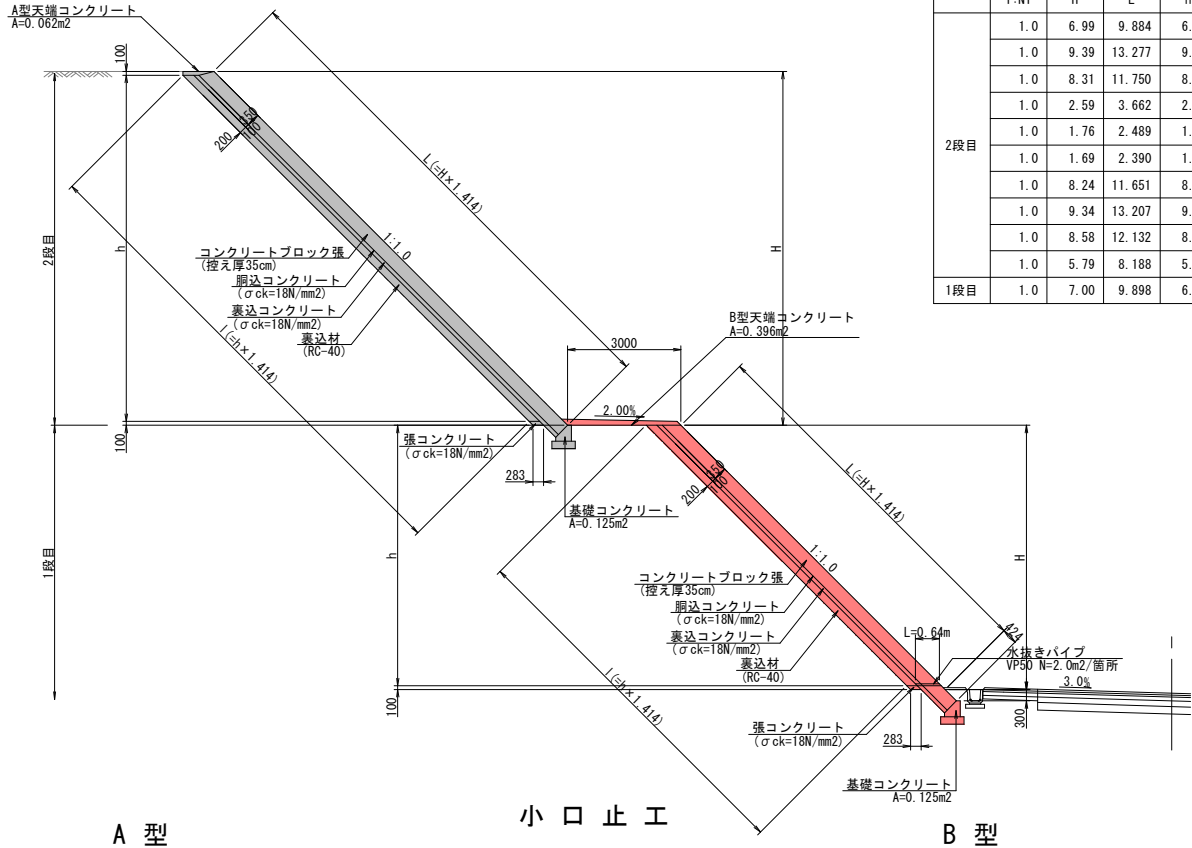 A型天端コンクリート
A=0.062m2
100
2段目
h
200
350
100
L(=H×1.414)
1:1.0
H
コンクリートブロック張
(控え厚35cm)
胴込コンクリート
(σck=18N/mm2)
裏込コンクリート
(σck=18N/mm2)
裏込材
(RC-40)
l(=h×1.414)
B型天端コンクリート
A=0.396m2
3000
2.00%
100
張コンクリート
(σck=18N/mm2)
283
基礎コンクリート
A=0.125m2
1段目
h
200
350
100
L(=H×1.414)
1:1.0
H
コンクリートブロック張
(控え厚35cm)
胴込コンクリート
(σck=18N/mm2)
裏込コンクリート
(σck=18N/mm2)
裏込材
(RC-40)
L=0.64m
424
水抜きパイプ
VP50 N=2.0m2/箇所
3.0%
l(=h×1.414)
100
300
張コンクリート
(σck=18N/mm2)
283
基礎コンクリート
A=0.125m2
小口止工
A 型
B 型
2段目
1.0 6.99 9.884 6.
1.0 9.39 13.277 9.
1.0 8.31 11.750 8.
1.0 2.59 3.662 2.
1.0 1.76 2.489 1.
1.0 1.69 2.390 1.
1.0 8.24 11.651 8.
1.0 9.34 13.207 9.
1.0 8.58 12.132 8.
1.0 5.79 8.188 5.
1段目 1.0 7.00 9.898 6.